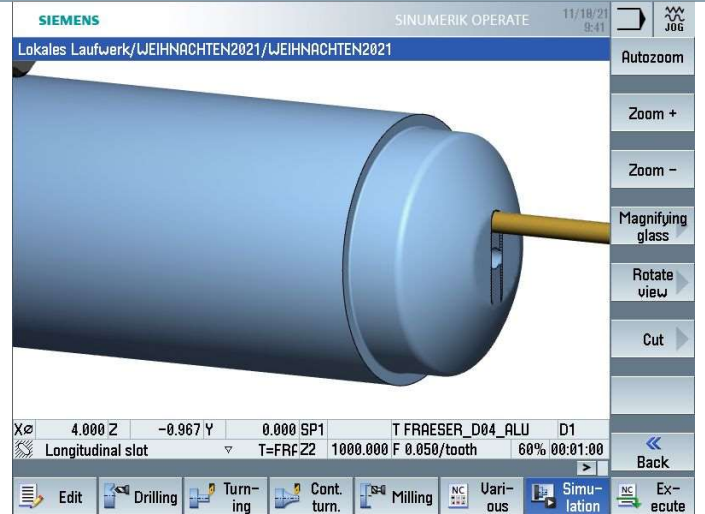 SIEMENS
SINUMERIK OPERATE
11/18/21
9:41
JOG
Lokales Laufwerk/WEIHNACHTEN2021/WEIHNACHTEN2021
Autozoom
Zoom +
Zoom -
Magnifying
glass
Rotate
view
Cut
XØ 4.000 Z -0.967 Y 0.000 SP1 T FRAESER_D04_ALU D1
Longitudinal slot T=FRF Z2 1000.000 F 0.050/tooth 60% 00:01:00
Back
>
Edit
Drilling
Turn-
ing
Cont.
turn.
Milling
NC
Vari-
ous
Simu-
lation
NC
Ex-
ecute